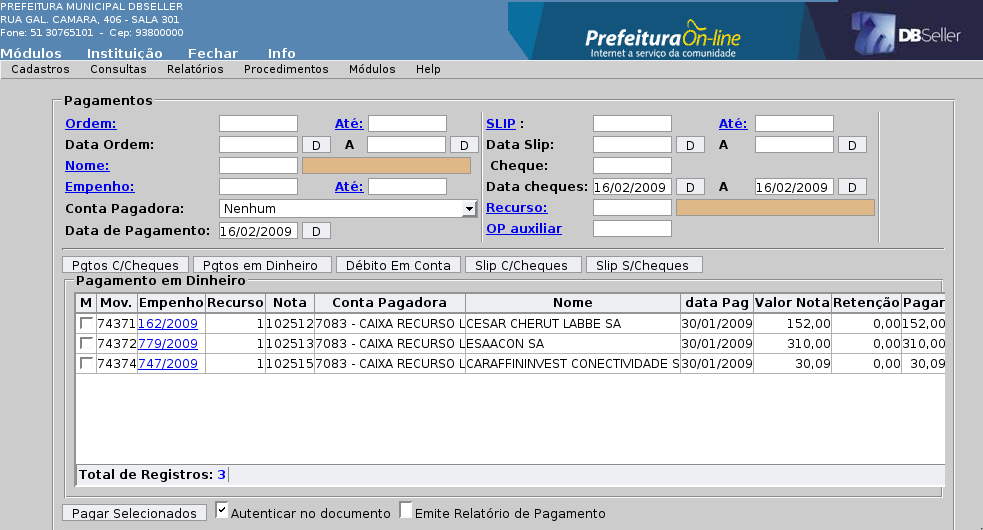 PREFEITURA MUNICIPAL DBSELLER
RUA GAL. CAMARA, 406 - SALA 301
Fone: 51 30765101 - Cep: 93800000
Prefeitura On-line
Internet a serviço da comunidade
DBSeller
Módulos Instituição Fechar Info
Cadastros Consultas Relatórios Procedimentos Módulos Help
Pagamentos
Ordem: Até: SLIP : Até:
Data Ordem: D A D Data Slip: D A D
Nome: Cheque:
Empenho: Até: Data cheques: 16/02/2009 D A 16/02/2009 D
Conta Pagadora: Nenhum Recurso:
Data de Pagamento: 16/02/2009 D OP auxiliar
Pgtos C/Cheques Pgtos em Dinheiro Débito Em Conta Slip C/Cheques Slip S/Cheques
Pagamento em Dinheiro
M Mov. Empenho Recurso Nota Conta Pagadora Nome data Pag Valor Nota Retenção Pagar
74371 162/2009 1 102512 7083 - CAIXA RECURSO L CESAR CHERUT LABBE SA 30/01/2009 152,00 0,00 152,00
74372 779/2009 1 102513 7083 - CAIXA RECURSO L ESAACON SA 30/01/2009 310,00 0,00 310,00
74374 747/2009 1 102515 7083 - CAIXA RECURSO L CARAFFININVEST CONECTIVIDADE S 30/01/2009 30,09 0,00 30,09
Total de Registros: 3
Pagar Selecionados Autenticar no documento Emite Relatório de Pagamento